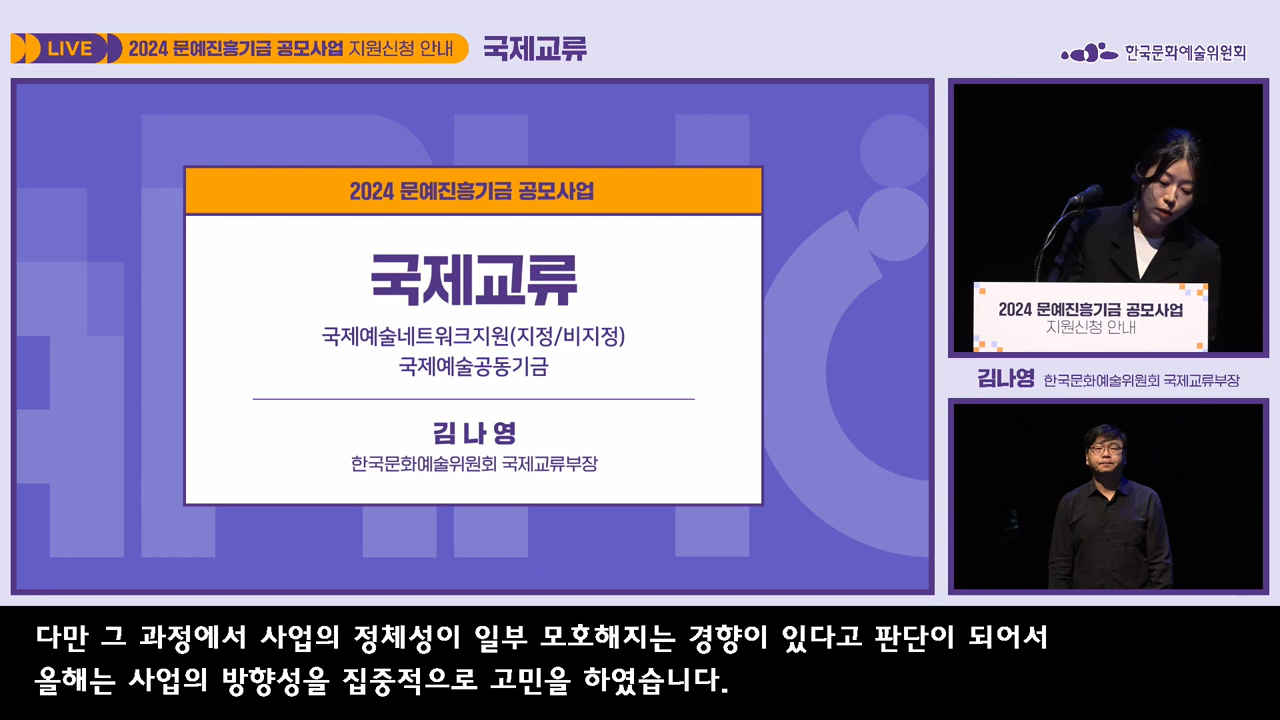 LIVE 2024 문예진흥기금 공모사업 지원신청 안내 국제교류
한국문화예술위원회
2024 문예진흥기금 공모사업
국제교류
국제예술네트워크지원(지정/비지정)
국제예술공동기금
김나영
한국문화예술위원회 국제교류부장
2024 문예진흥기금 공모사업
지원신청 안내
김나영 한국문화예술위원회 국제교류부장
다만 그 과정에서 사업의 정체성이 일부 모호해지는 경향이 있다고 판단이 되어서
올해는 사업의 방향성을 집중적으로 고민을 하였습니다.